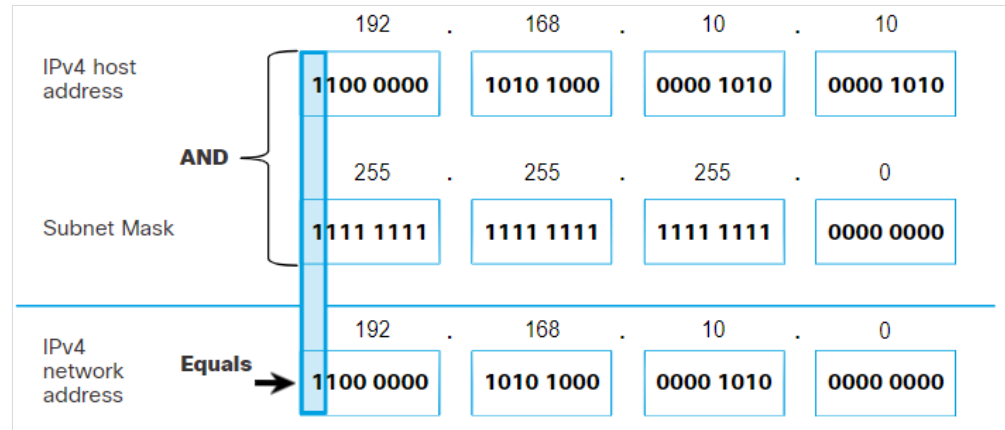 192 . 168 . 10 . 10
IPv4 host
address
1100 0000 1010 1000 0000 1010 0000 1010
AND
255 . 255 . 255 . 0
Subnet Mask
1111 1111 1111 1111 1111 1111 0000 0000
192 . 168 . 10 . 0
IPv4
network
address
Equals
1100 0000 1010 1000 0000 1010 0000 0000